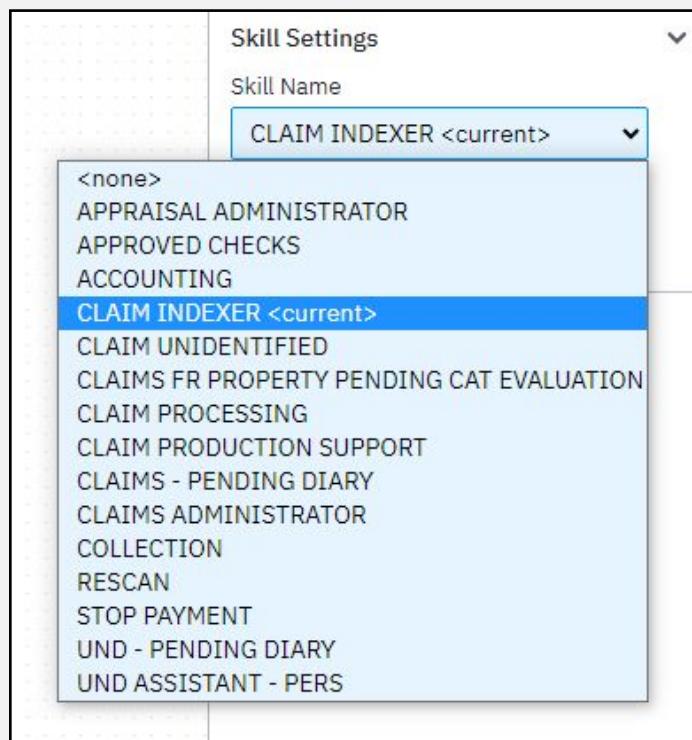 Skill Settings
Skill Name
CLAIM INDEXER <current>
<none>
APPRAISAL ADMINISTRATOR
APPROVED CHECKS
ACCOUNTING
CLAIM INDEXER <current>
CLAIM UNIDENTIFIED
CLAIMS FR PROPERTY PENDING CAT EVALUATION
CLAIM PROCESSING
CLAIM PRODUCTION SUPPORT
CLAIMS - PENDING DIARY
CLAIMS ADMINISTRATOR
COLLECTION
RESCAN
STOP PAYMENT
UND - PENDING DIARY
UND ASSISTANT - PERS